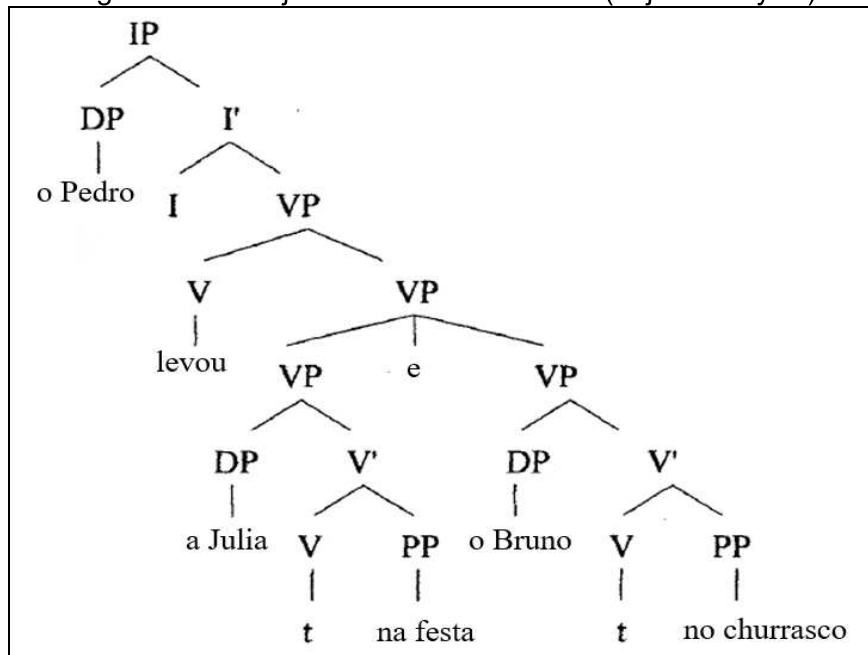 IP
DP I'
o Pedro I VP
V VP
levou VP e VP
DP V' DP V'
a Julia V PP o Bruno V PP
t na festa t no churrasco